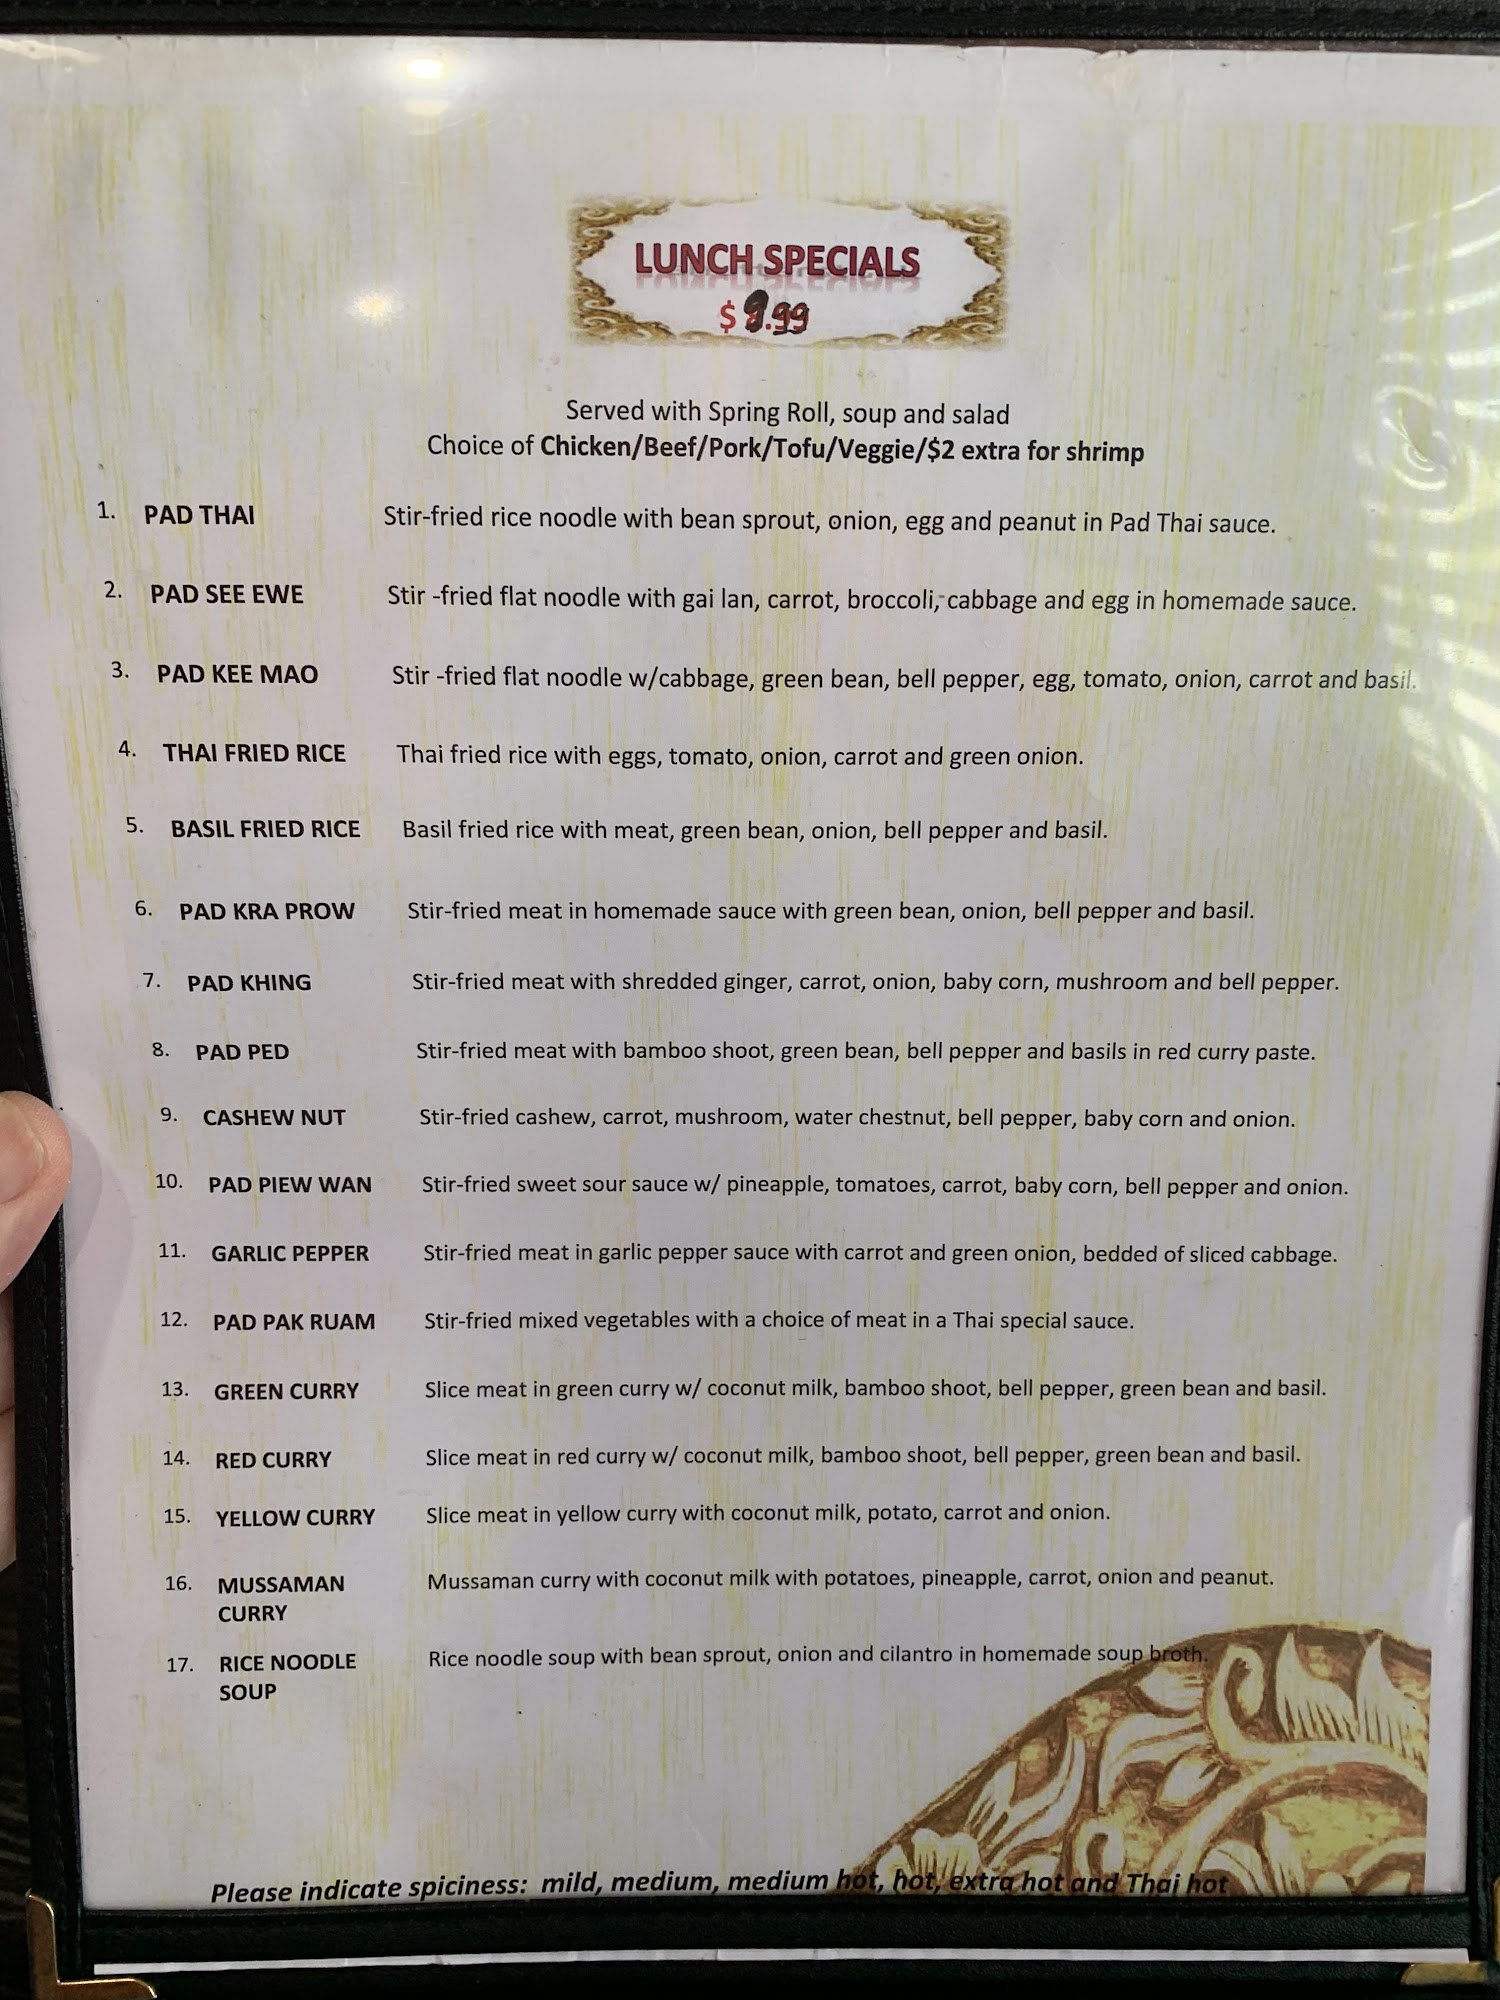 LUNCH SPECIALS
$ 9.99
Served with Spring Roll, soup and salad
Choice of Chicken/Beef/Pork/Tofu/Veggie/$2 extra for shrimp
1. PAD THAI Stir-fried rice noodle with bean sprout, onion, egg and peanut in Pad Thai sauce.
2. PAD SEE EWE Stir -fried flat noodle with gai lan, carrot, broccoli, cabbage and egg in homemade sauce.
3. PAD KEE MAO Stir -fried flat noodle w/cabbage, green bean, bell pepper, egg, tomato, onion, carrot and basil.
4. THAI FRIED RICE Thai fried rice with eggs, tomato, onion, carrot and green onion.
5. BASIL FRIED RICE Basil fried rice with meat, green bean, onion, bell pepper and basil.
6. PAD KRA PROW Stir-fried meat in homemade sauce with green bean, onion, bell pepper and basil.
7. PAD KHING Stir-fried meat with shredded ginger, carrot, onion, baby corn, mushroom and bell pepper.
8. PAD PED Stir-fried meat with bamboo shoot, green bean, bell pepper and basils in red curry paste.
9. CASHEW NUT Stir-fried cashew, carrot, mushroom, water chestnut, bell pepper, baby corn and onion.
10. PAD PIEW WAN Stir-fried sweet sour sauce w/ pineapple, tomatoes, carrot, baby corn, bell pepper and onion.
11. GARLIC PEPPER Stir-fried meat in garlic pepper sauce with carrot and green onion, bedded of sliced cabbage.
12. PAD PAK RUAM Stir-fried mixed vegetables with a choice of meat in a Thai special sauce.
13. GREEN CURRY Slice meat in green curry w/ coconut milk, bamboo shoot, bell pepper, green bean and basil.
14. RED CURRY Slice meat in red curry w/ coconut milk, bamboo shoot, bell pepper, green bean and basil.
15. YELLOW CURRY Slice meat in yellow curry with coconut milk, potato, carrot and onion.
16. MUSSAMAN Mussaman curry with coconut milk with potatoes, pineapple, carrot, onion and peanut.
CURRY
17. RICE NOODLE Rice noodle soup with bean sprout, onion and cilantro in homemade soup broth.
SOUP
Please indicate spiciness: mild, medium, medium hot, hot, extra hot and Thai hot